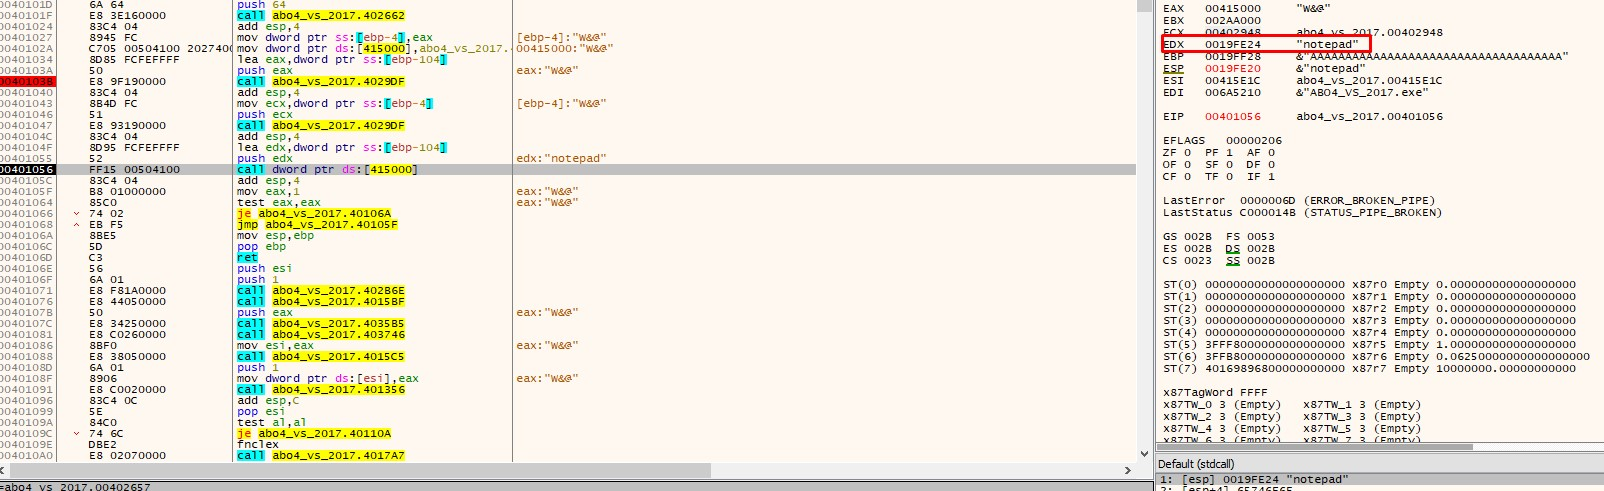 0040101D 6A 64 push 64
0040101F E8 3E160000 call abo4_vs_2017.402662
00401024 83C4 04 add esp,4
00401027 8945 FC mov dword ptr ss:[ebp-4],eax [ebp-4]:"W&@"
0040102A C705 00504100 2027400 mov dword ptr ds:[415000],abo4_vs_2017. 00415000:"W&@"
00401034 8D85 FCFEFFFF lea eax,dword ptr ss:[ebp-104]
0040103A 50 push eax eax:"W&@"
0040103B E8 9F190000 call abo4_vs_2017.4029DF
00401040 83C4 04 add esp,4
00401043 8B4D FC mov ecx,dword ptr ss:[ebp-4] [ebp-4]:"W&@"
00401046 51 push ecx
00401047 E8 93190000 call abo4_vs_2017.4029DF
0040104C 83C4 04 add esp,4
0040104F 8D95 FCFEFFFF lea edx,dword ptr ss:[ebp-104]
00401055 52 push edx edx:"notepad"
00401056 FF15 00504100 call dword ptr ds:[415000]
0040105C 83C4 04 add esp,4
0040105F B8 01000000 mov eax,1 eax:"W&@"
00401064 85C0 test eax,eax eax:"W&@"
00401066 74 02 je abo4_vs_2017.40106A
00401068 EB F5 jmp abo4_vs_2017.40105F
0040106A 8BE5 mov esp,ebp
0040106C 5D pop ebp
0040106D C3 ret
0040106E 56 push esi
0040106F 6A 01 push 1
00401071 E8 F81A0000 call abo4_vs_2017.402B6E
00401076 E8 44050000 call abo4_vs_2017.4015BF
0040107B 50 push eax eax:"W&@"
0040107C E8 34250000 call abo4_vs_2017.4035B5
00401081 E8 C0260000 call abo4_vs_2017.403746
00401086 8BF0 mov esi,eax eax:"W&@"
00401088 E8 38050000 call abo4_vs_2017.4015C5
0040108D 6A 01 push 1
0040108F 8906 mov dword ptr ds:[esi],eax eax:"W&@"
00401091 E8 C0020000 call abo4_vs_2017.401356
00401096 83C4 0C add esp,C
00401099 5E pop esi
0040109A 84C0 test al,al
0040109C 74 6C je abo4_vs_2017.40110A
0040109E DBE2 fnclex
004010A0 E8 02070000 call abo4_vs_2017.4017A7
=abo4_vs_2017.00402657
EAX 00415000 "W&@"
EBX 002AA000
ECX 00402948 abo4_vs_2017.00402948
EDX 0019FE24 "notepad"
EBP 0019FF28
ESP 0019FE20 &"notepad"
ESI 00415E1C abo4_vs_2017.00415E1C
EDI 006A5210 &"ABO4_VS_2017.exe"
EIP 00401056 abo4_vs_2017.00401056
EFLAGS 00000206
ZF 0 PF 1 AF 0
OF 0 SF 0 DF 0
CF 0 TF 0 IF 1
LastError 0000006D (ERROR_BROKEN_PIPE)
LastStatus C000014B (STATUS_PIPE_BROKEN)
GS 002B FS 0053
ES 002B DS 002B
CS 0023 SS 002B
ST(0) 00000000000000000000 x87r0 Empty 0.000000000000000000
ST(1) 00000000000000000000 x87r1 Empty 0.000000000000000000
ST(2) 00000000000000000000 x87r2 Empty 0.000000000000000000
ST(3) 00000000000000000000 x87r3 Empty 0.000000000000000000
ST(4) 00000000000000000000 x87r4 Empty 0.000000000000000000
ST(5) 3FFF8000000000000000 x87r5 Empty 1.000000000000000000
ST(6) 3FFB8000000000000000 x87r6 Empty 0.06250000000000000000
ST(7) 40169896800000000000 x87r7 Empty 10000000.00000000000
x87TagWord FFFF
x87TW_0 3 (Empty) x87TW_1 3 (Empty)
x87TW_2 3 (Empty) x87TW_3 3 (Empty)
x87TW_4 3 (Empty) x87TW_5 3 (Empty)
x87TW_6 3 (Empty) x87TW_7 3 (Empty)
Default (stdcall)
1: [esp] 0019FE24 "notepad"
2: [esp+4] 65746F6E